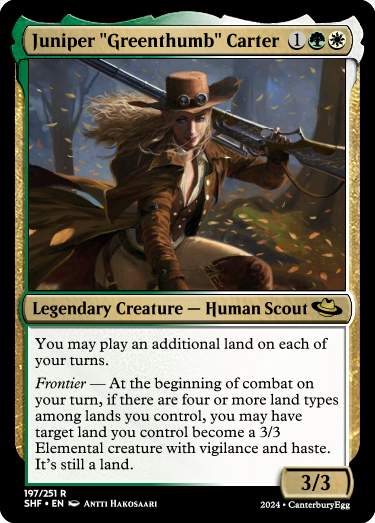 Juniper "Greenthumb" Carter 1
Legendary Creature — Human Scout
You may play an additional land on each of
your turns.
Frontier — At the beginning of combat on
your turn, if there are four or more land types
among lands you control, you may have
target land you control become a 3/3
Elemental creature with vigilance and haste.
It's still a land.
3/3
197/251 R
SHF • EN Antti Hakosaari
2024 • CanterburyEgg